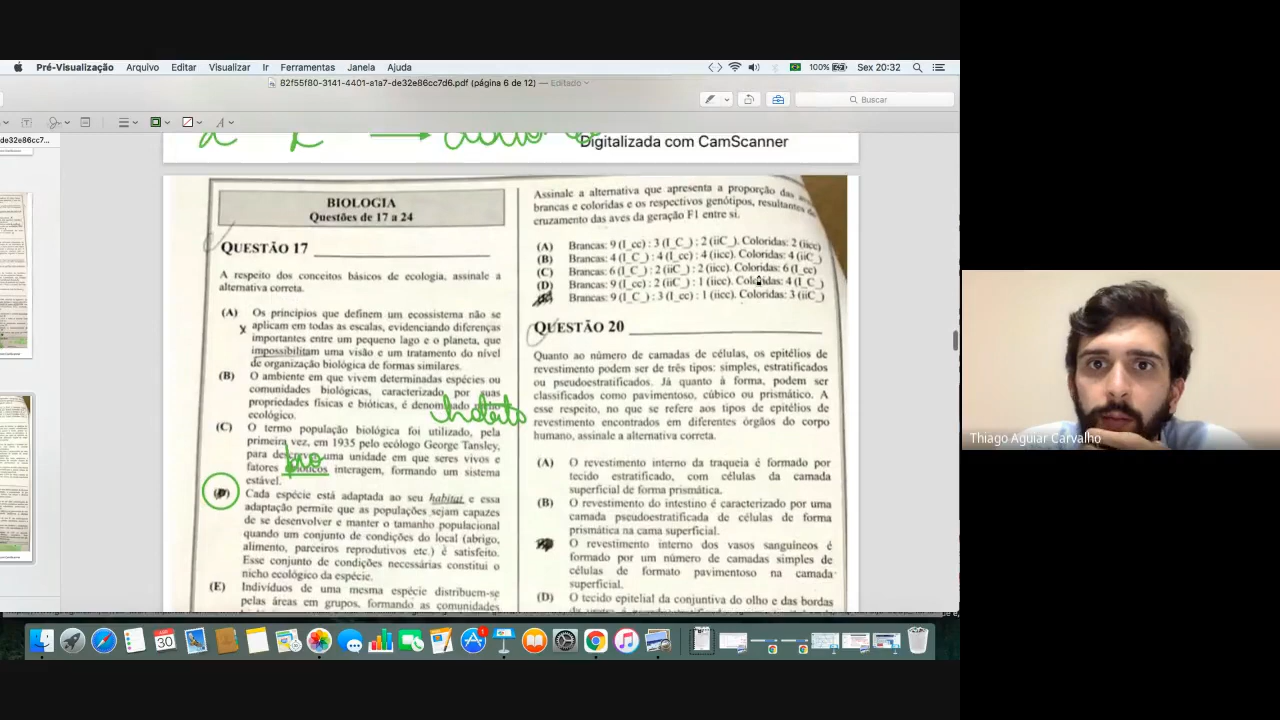 Pré-Visualização Arquivo Editar Visualizar Ir Ferramentas Janela Ajuda
100% Sex 20:32
82f55f80-3141-4401-a1a7-de32e86cc7d6.pdf (página 6 de 12) — Editado
Buscar
de32e86cc7...
Digitalizada com CamScanner
BIOLOGIA
Questões de 17 a 24
QUESTÃO 17
A respeito dos conceitos básicos de ecologia, assinale a
alternativa correta.
(A) Os princípios que definem um ecossistema não se
x aplicam em todas as escalas, evidenciando diferenças
importantes entre um pequeno lago e o planeta, que
impossibilitam uma visão e um tratamento do nível
de organização biológica de formas similares.
(B) O ambiente em que vivem determinadas espécies ou
comunidades biológicas, caracterizado por suas
propriedades físicas e bióticas, é denominado
ecológico.
(C) O termo população biológica foi utilizado, pela
primeira vez, em 1935 pelo ecólogo George Tansley,
para uma unidade em que seres vivos e
fatores interagem, formando um sistema
estável.
Cada espécie está adaptada ao seu habitat e essa
adaptação permite que as populações sejam capazes
de se desenvolver e manter o tamanho populacional
quando um conjunto de condições do local (abrigo,
alimento, parceiros reprodutivos etc.) é satisfeito.
Esse conjunto de condições necessárias constitui o
nicho ecológico da espécie.
(E) Indivíduos de uma mesma espécie distribuem-se
pelas áreas em grupos, formando as comunidades
Assinale a alternativa que apresenta a proporção das
brancas e coloridas e os respectivos genótipos, resultantes
cruzamento das aves da geração F1 entre si.
(A) Brancas: 9 (I_cc) : 3 (I_C_) : 2 (iiC_). Coloridas: 2 (iicc)
(B) Brancas: 4 (I_C_) : 4 (I_cc) : 4 (iicc). Coloridas: 4 (iiC_)
(C) Brancas: 6 (I_C_) : 2 (iiC_) : 2 (iicc). Coloridas: 6 (I_cc)
(D) Brancas: 9 (I_cc) : 2 (iiC_) : 1 (iicc). Coloridas: 4 (I_C_)
Brancas: 9 (I_C_) : 3 (I_cc) : 1 (iicc). Coloridas: 3 (iiC_)
QUESTÃO 20
Quanto ao número de camadas de células, os epitélios de
revestimento podem ser de três tipos: simples, estratificados
ou pseudoestratificados. Já quanto à forma, podem ser
classificados como pavimentoso, cúbico ou prismático. A
esse respeito, no que se refere aos tipos de epitélios de
revestimento encontrados em diferentes órgãos do corpo
humano, assinale a alternativa correta.
(A) O revestimento interno da traqueia é formado por
tecido estratificado, com células da camada
superficial de forma prismática.
(B) O revestimento do intestino é caracterizado por uma
camada pseudoestratificada de células de forma
prismática na cama superficial.
O revestimento interno dos vasos sanguíneos é
formado por um número de camadas simples de
células de formato pavimentoso na camada
superficial.
(D) O tecido epitelial da conjuntiva do olho e das bordas
Thiago Aguiar Carvalho